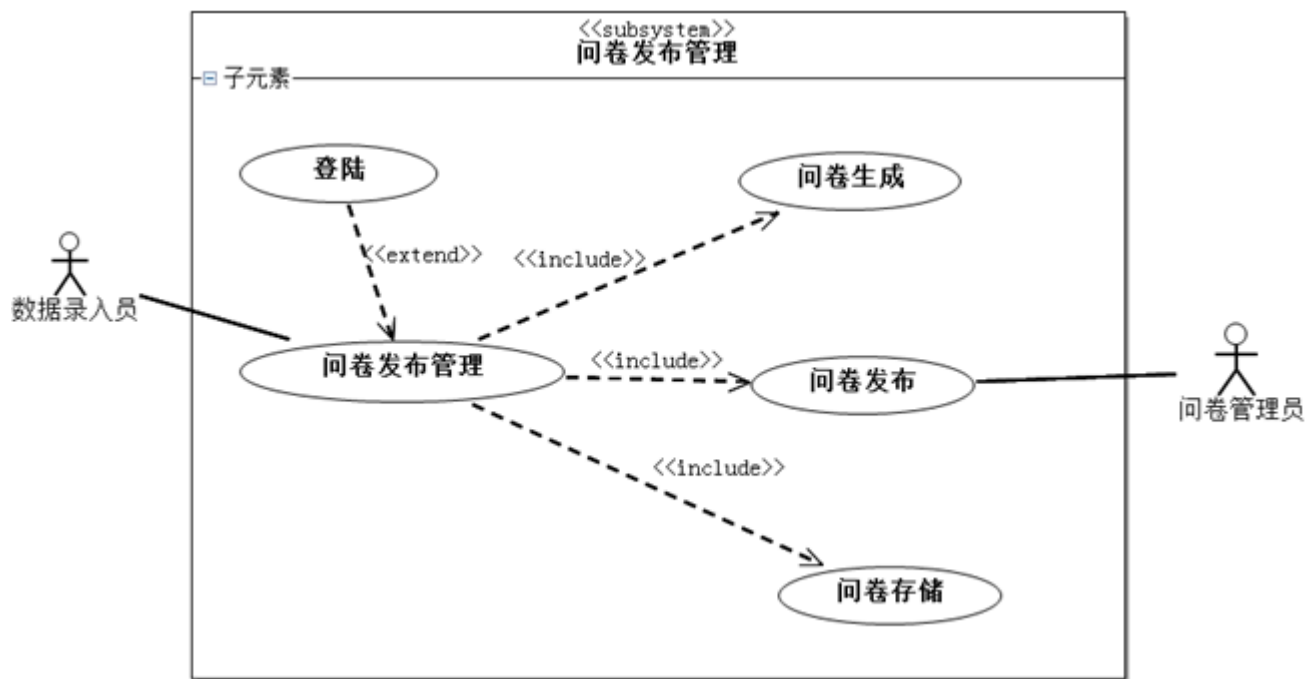 <<subsystem>>
问卷发布管理
子元素
登陆
问卷生成
<<extend>>
<<include>>
数据录入员
问卷发布管理
<<include>>
问卷发布
问卷管理员
<<include>>
问卷存储